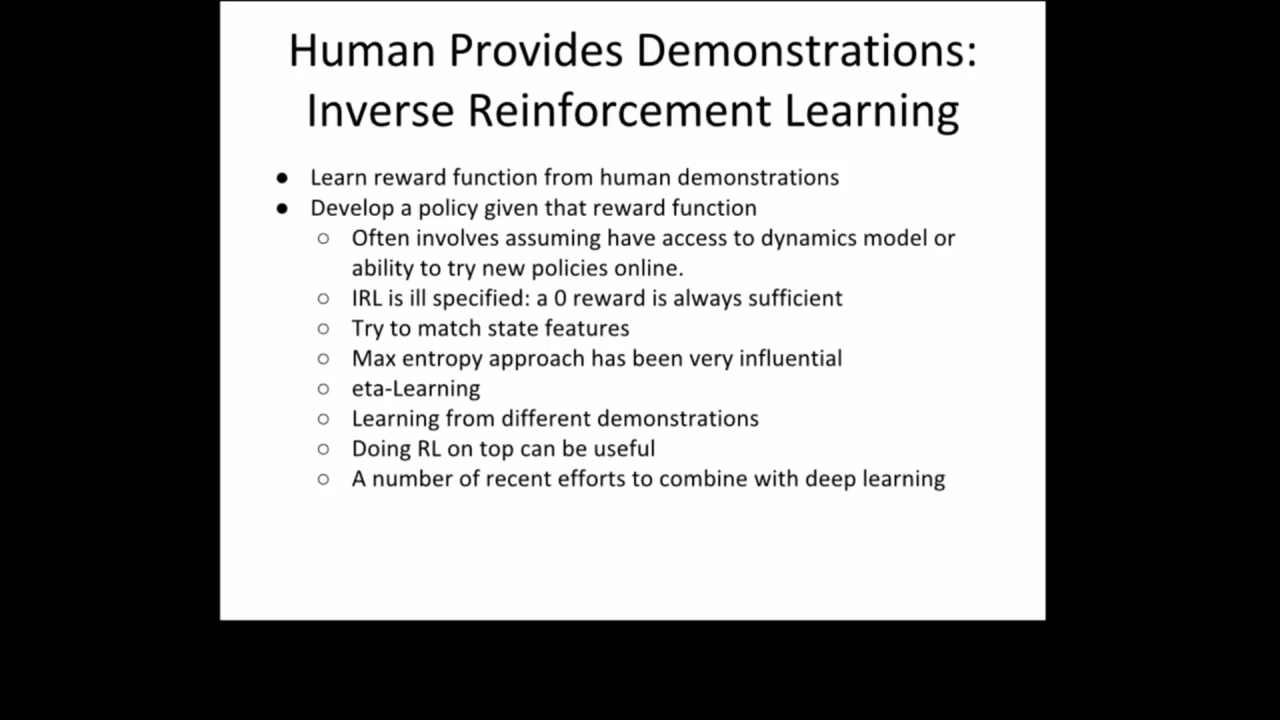 Human Provides Demonstrations:
Inverse Reinforcement Learning
● Learn reward function from human demonstrations
● Develop a policy given that reward function
○ Often involves assuming have access to dynamics model or
ability to try new policies online.
○ IRL is ill specified: a 0 reward is always sufficient
○ Try to match state features
○ Max entropy approach has been very influential
○ eta-Learning
○ Learning from different demonstrations
○ Doing RL on top can be useful
○ A number of recent efforts to combine with deep learning